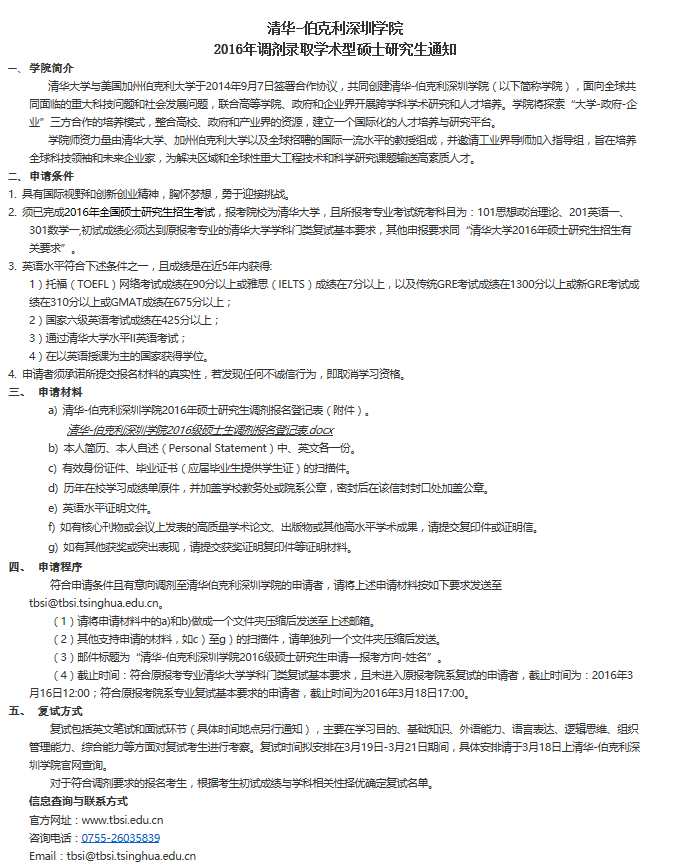 清华-伯克利深圳学院
2016年调剂录取学术型硕士研究生通知
一、 学院简介
清华大学与美国加州伯克利大学于2014年9月7日签署合作协议，共同创建清华-伯克利深圳学院（以下简称学院），面向全球共
同面临的重大科技问题和社会发展问题，联合高等学院、政府和企业界开展跨学科学术研究和人才培养。学院将探索“大学-政府-企
业”三方合作的培养模式，整合高校、政府和产业界的资源，建立一个国际化的人才培养与研究平台。
学院师资力量由清华大学、加州伯克利大学以及全球招聘的国际一流水平的教授组成，并邀请工业界导师加入指导组，旨在培养
全球科技领袖和未来企业家，为解决区域和全球性重大工程技术和科学研究课题输送高素质人才。
二、 申请条件
1. 具有国际视野和创新创业精神，胸怀梦想，勇于迎接挑战。
2. 须已完成2016年全国硕士研究生招生考试，报考院校为清华大学，且所报考专业考试统考科目为：101思想政治理论、201英语一、
301数学一,初试成绩必须达到原报考专业的清华大学学科门类复试基本要求，其他申报要求同“清华大学2016年硕士研究生招生有
关要求”。
3. 英语水平符合下述条件之一，且成绩是在近5年内获得:
1）托福（TOEFL）网络考试成绩在90分以上或雅思（IELTS）成绩在7分以上，以及传统GRE考试成绩在1300分以上或新GRE考试成
绩在310分以上或GMAT成绩在675分以上；
2）国家六级英语考试成绩在425分以上；
3）通过清华大学水平II英语考试；
4）在以英语授课为主的国家获得学位。
4. 申请者须承诺所提交报名材料的真实性，若发现任何不诚信行为，即取消学习资格。
三、 申请材料
a) 清华-伯克利深圳学院2016年硕士研究生调剂报名登记表（附件）。
清华-伯克利深圳学院2016级硕士生调剂报名登记表.docx
b) 本人简历、本人自述（Personal Statement）中、英文各一份。
c) 有效身份证件、毕业证书（应届毕业生提供学生证）的扫描件。
d) 历年在校学习成绩单原件，并加盖学校教务处或院系公章，密封后在该信封封口处加盖公章。
e) 英语水平证明文件。
f) 如有核心刊物或会议上发表的高质量学术论文、出版物或其他高水平学术成果，请提交复印件或证明信。
g) 如有其他获奖或突出表现，请提交获奖证明复印件等证明材料。
四、 申请程序
符合申请条件且有意向调剂至清华伯克利深圳学院的申请者，请将上述申请材料按如下要求发送至
tbsi@tbsi.tsinghua.edu.cn。
（1）请将申请材料中的a)和b)做成一个文件夹压缩后发送至上述邮箱。
（2）其他支持申请的材料，如c）至g）的扫描件，请单独列一个文件夹压缩后发送。
（3）邮件标题为“清华-伯克利深圳学院2016级硕士研究生申请—报考方向-姓名”。
（4）截止时间：符合原报考专业清华大学学科门类复试基本要求，且未进入原报考院系复试的申请者，截止时间为：2016年3
月16日12:00；符合原报考院系专业复试基本要求的申请者，截止时间为2016年3月18日17:00。
五、 复试方式
复试包括英文笔试和面试环节（具体时间地点另行通知），主要在学习目的、基础知识、外语能力、语言表达、逻辑思维、组织
管理能力、综合能力等方面对复试考生进行考察。复试时间拟安排在3月19日-3月21日期间，具体安排请于3月18日上清华-伯克利深
圳学院官网查询。
对于符合调剂要求的报名考生，根据考生初试成绩与学科相关性择优确定复试名单。
信息查询与联系方式
官方网址：www.tbsi.edu.cn
咨询电话：0755-26035839
Email：tbsi@tbsi.tsinghua.edu.cn